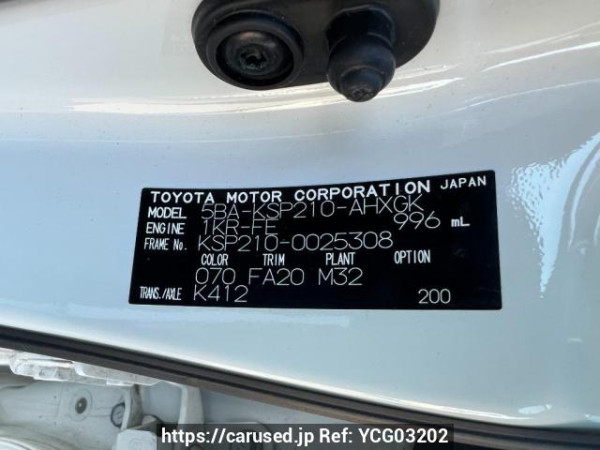 TOYOTA MOTOR CORPORATION JAPAN
MODEL 5BA-KSP210-AHXGK
ENGINE 1KR-FE 996 mL
FRAME No. KSP210-0025308
COLOR TRIM PLANT OPTION
070 FA20 M32
TRANS./AXLE K412 200
https://carused.jp Ref: YCG03202